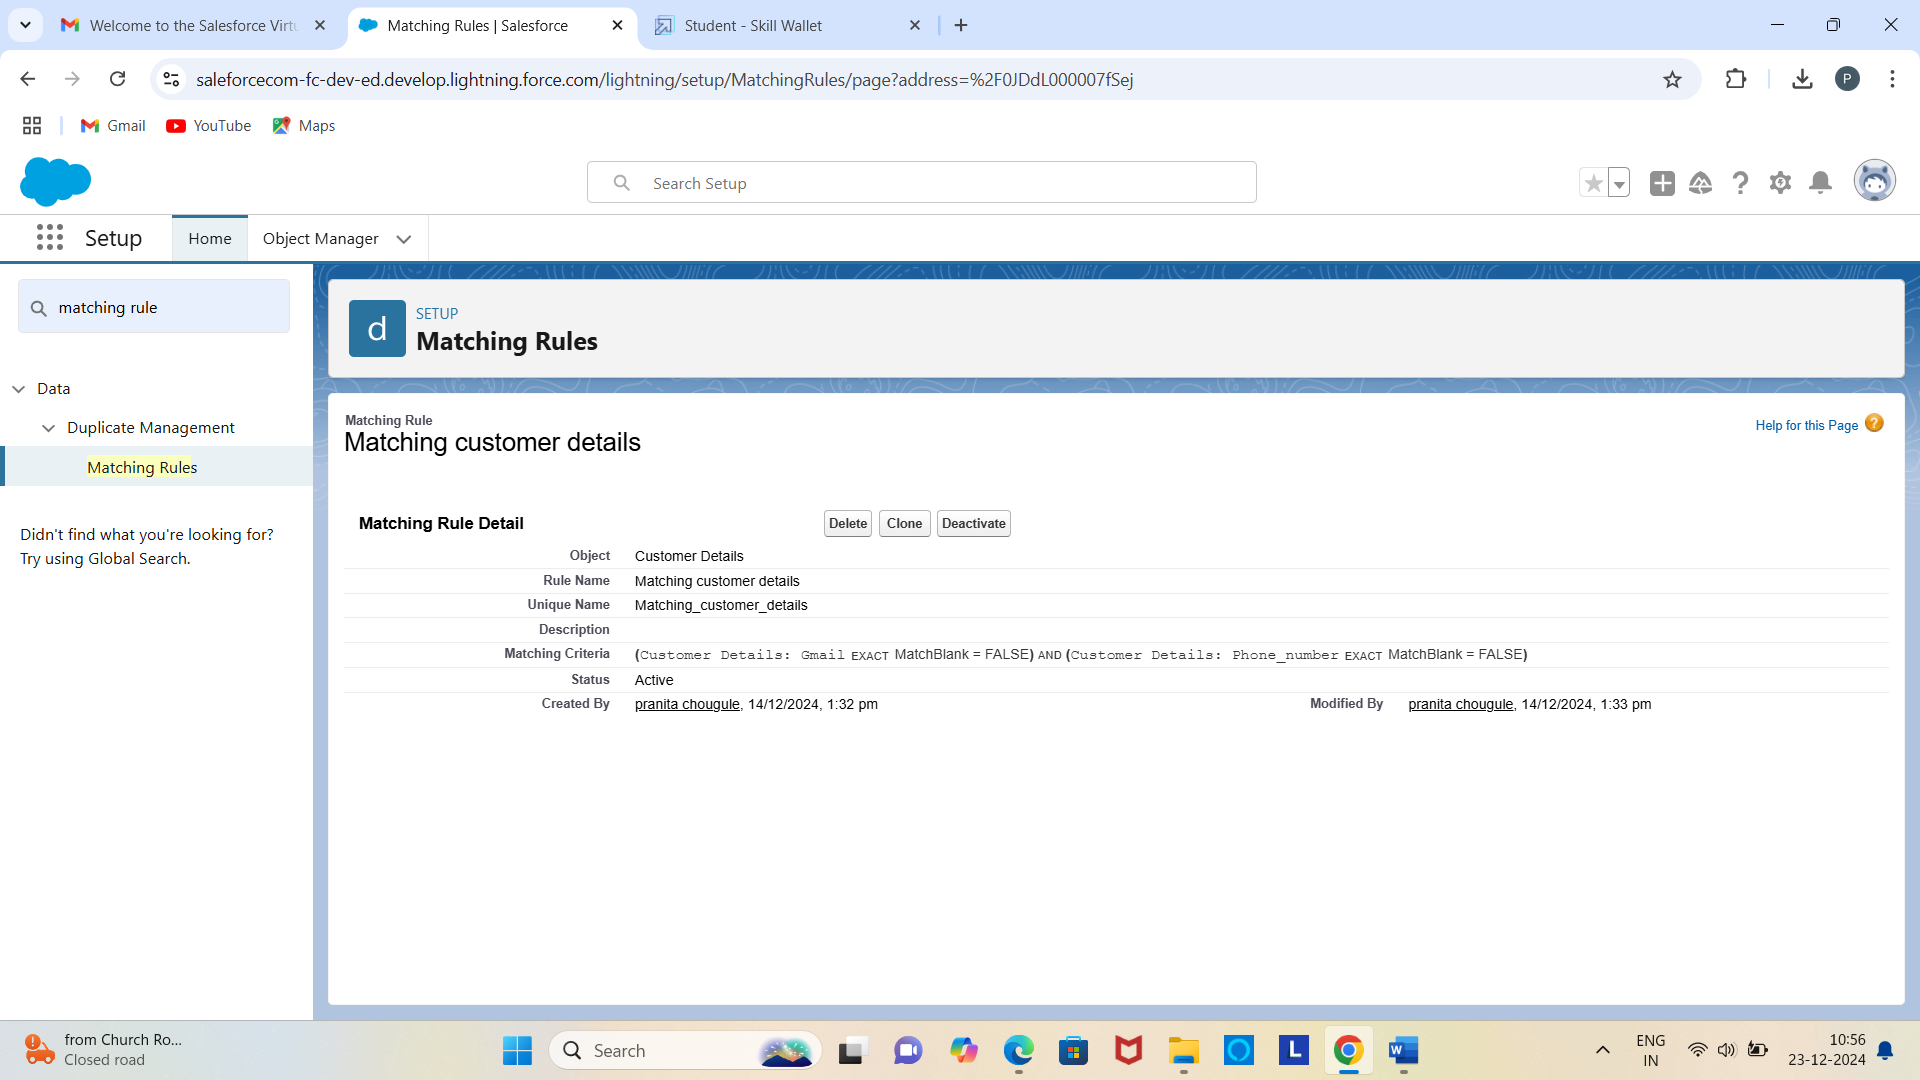 Welcome to the Salesforce Virtu
Matching Rules | Salesforce
Student - Skill Wallet
saleforcecom-fc-dev-ed.develop.lightning.force.com/lightning/setup/MatchingRules/page?address=%2F0JDdL000007fSej
P
Gmail
YouTube
Maps
Search Setup
Setup
Home
Object Manager
matching rule
Data
Duplicate Management
Matching Rules
Didn't find what you're looking for?
Try using Global Search.
d
SETUP
Matching Rules
Matching Rule
Matching customer details
Help for this Page ?
Matching Rule Detail
Delete Clone Deactivate
Object Customer Details
Rule Name Matching customer details
Unique Name Matching_customer_details
Description
Matching Criteria (Customer Details: Gmail EXACT MatchBlank = FALSE) AND (Customer Details: Phone_number EXACT MatchBlank = FALSE)
Status Active
Created By pranita chougule, 14/12/2024, 1:32 pm Modified By pranita chougule, 14/12/2024, 1:33 pm
from Church Ro...
Closed road
Search
L
W
ENG
IN
10:56
23-12-2024